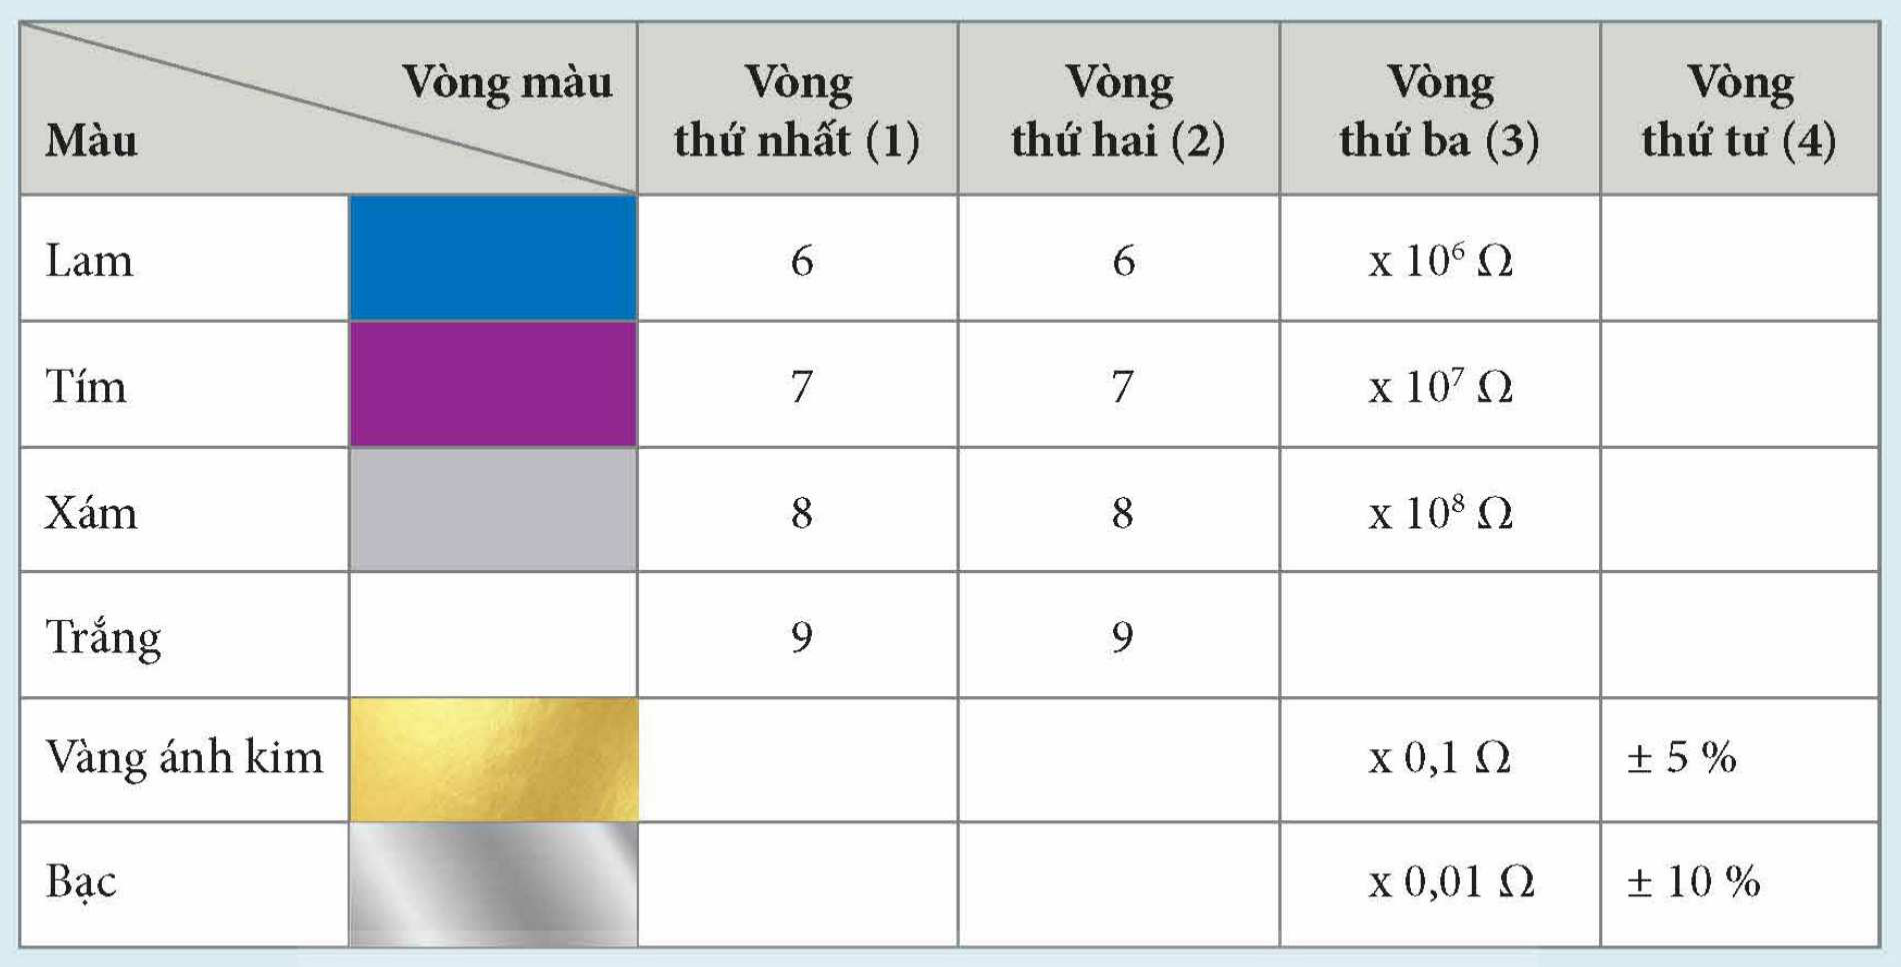 Vòng màu
Màu
Vòng thứ nhất (1)
Vòng thứ hai (2)
Vòng thứ ba (3)
Vòng thứ tư (4)
Lam 6 6 x 10⁶ Ω
Tím 7 7 x 10⁷ Ω
Xám 8 8 x 10⁸ Ω
Trắng 9 9
Vàng ánh kim x 0,1 Ω ± 5 %
Bạc x 0,01 Ω ± 10 %